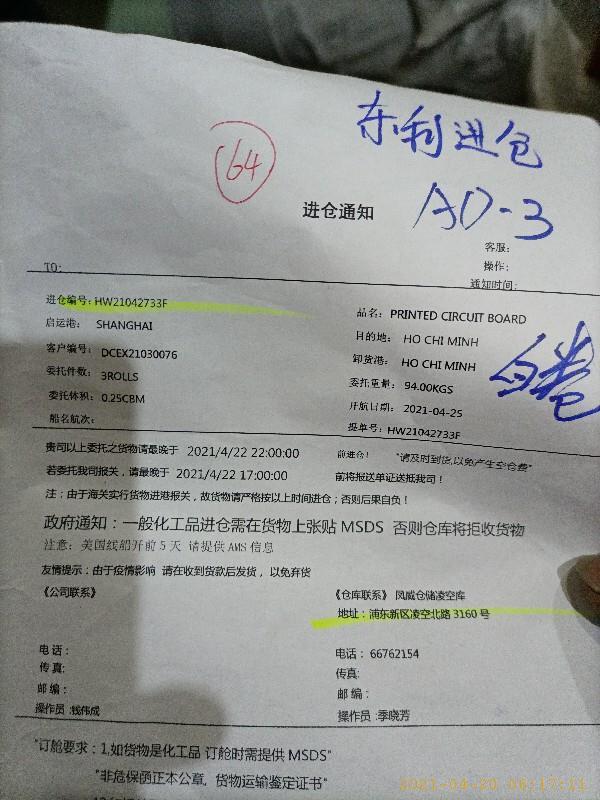 东利进仓
64
进仓通知
AD-3
客服：
操作：
TO:
通知时间：
进仓编号：HW21042733F
品名：PRINTED CIRCUIT BOARD
启运港： SHANGHAI
目的地： HO CHI MINH
客户编号： DCEX21030076
卸货港： HO CHI MINH
委托件数： 3ROLLS
委托重量： 94.00KGS
委托体积： 0.25CBM
开航日期： 2021-04-25
船名航次：
提单号：HW21042733F
贵司以上委托之货物请最晚于 2021/4/22 22:00:00 前进仓！ "请及时到货,以免产生空仓费"
若委托我司报关，请最晚于 2021/4/22 17:00:00 前将报送单证送抵我司！
注：由于海关实行货物进港报关，故货物请严格按以上时间进仓；否则后果自负！
政府通知：一般化工品进仓需在货物上张贴 MSDS 否则仓库将拒收货物
注意：美国线船开前 5 天 请提供 AMS 信息
友情提示：由于疫情影响 请在收到货款后发货，以免弃货
《公司联系》
《仓库联系》 凤威仓储凌空库
地址：浦东新区凌空北路 3160 号
电话：
电话： 66762154
传真:
传真:
邮编：
邮编：
操作员 :钱伟成
操作员 :季晓芳
"订舱要求：1.如货物是化工品 订舱时需提供 MSDS"
"非危保函正本公章，货物运输鉴定证书"